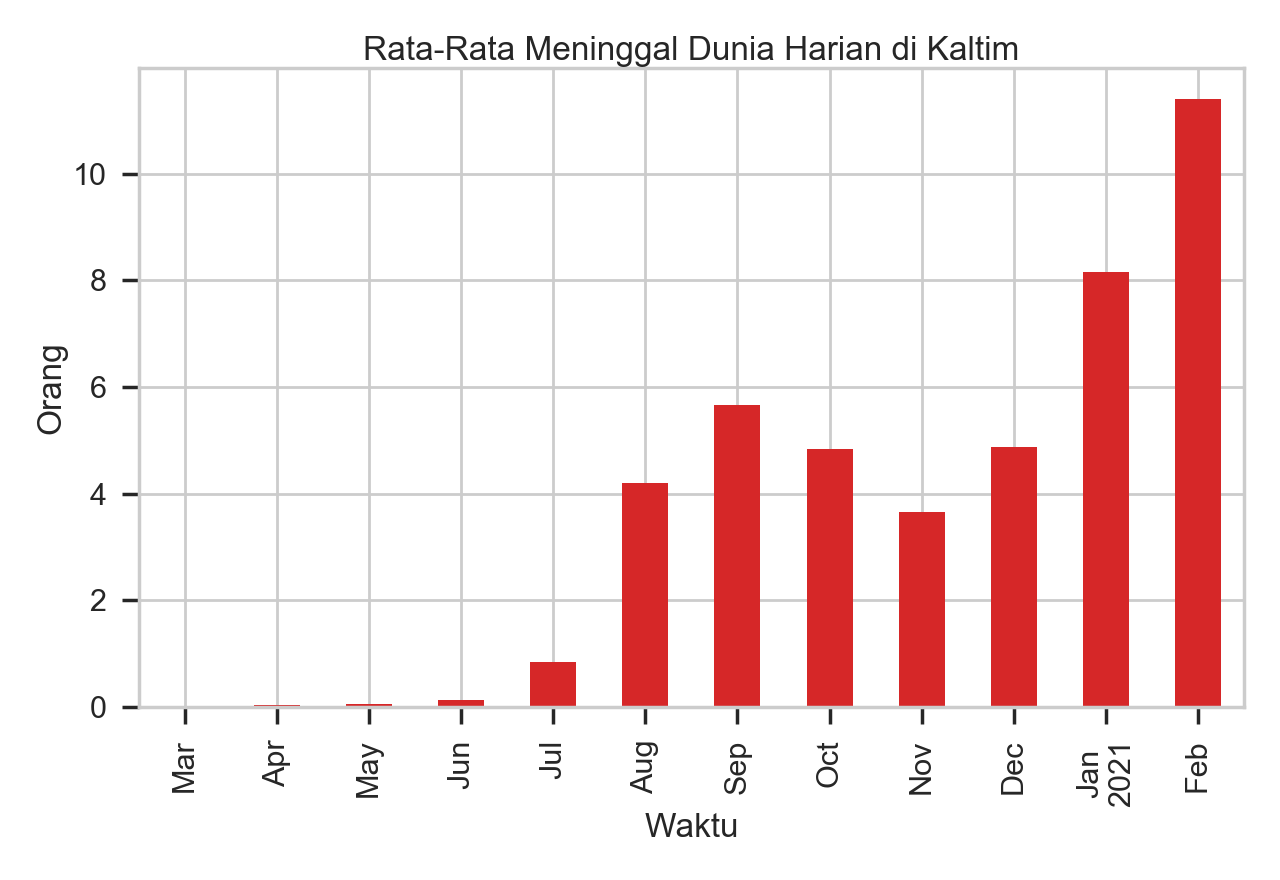 Rata-Rata Meninggal Dunia Harian di Kaltim
10
8
6
4
2
0
Orang
Mar
Apr
May
Jun
Jul
Aug
Sep
Oct
Nov
Dec
Jan
2021
Feb
Waktu